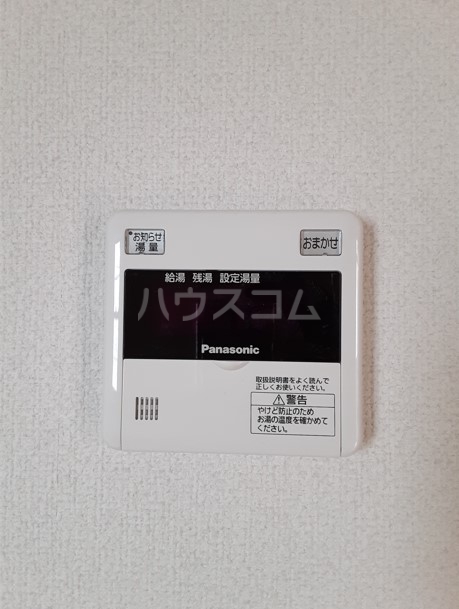 お知らせ
湯量
おまかせ
給湯 残湯 設定湯量
ハウスコム
Panasonic
取扱説明書をよく読んで
正しくお使いください。
⚠警告
やけど防止のため
お湯の温度を確かめて
ください。